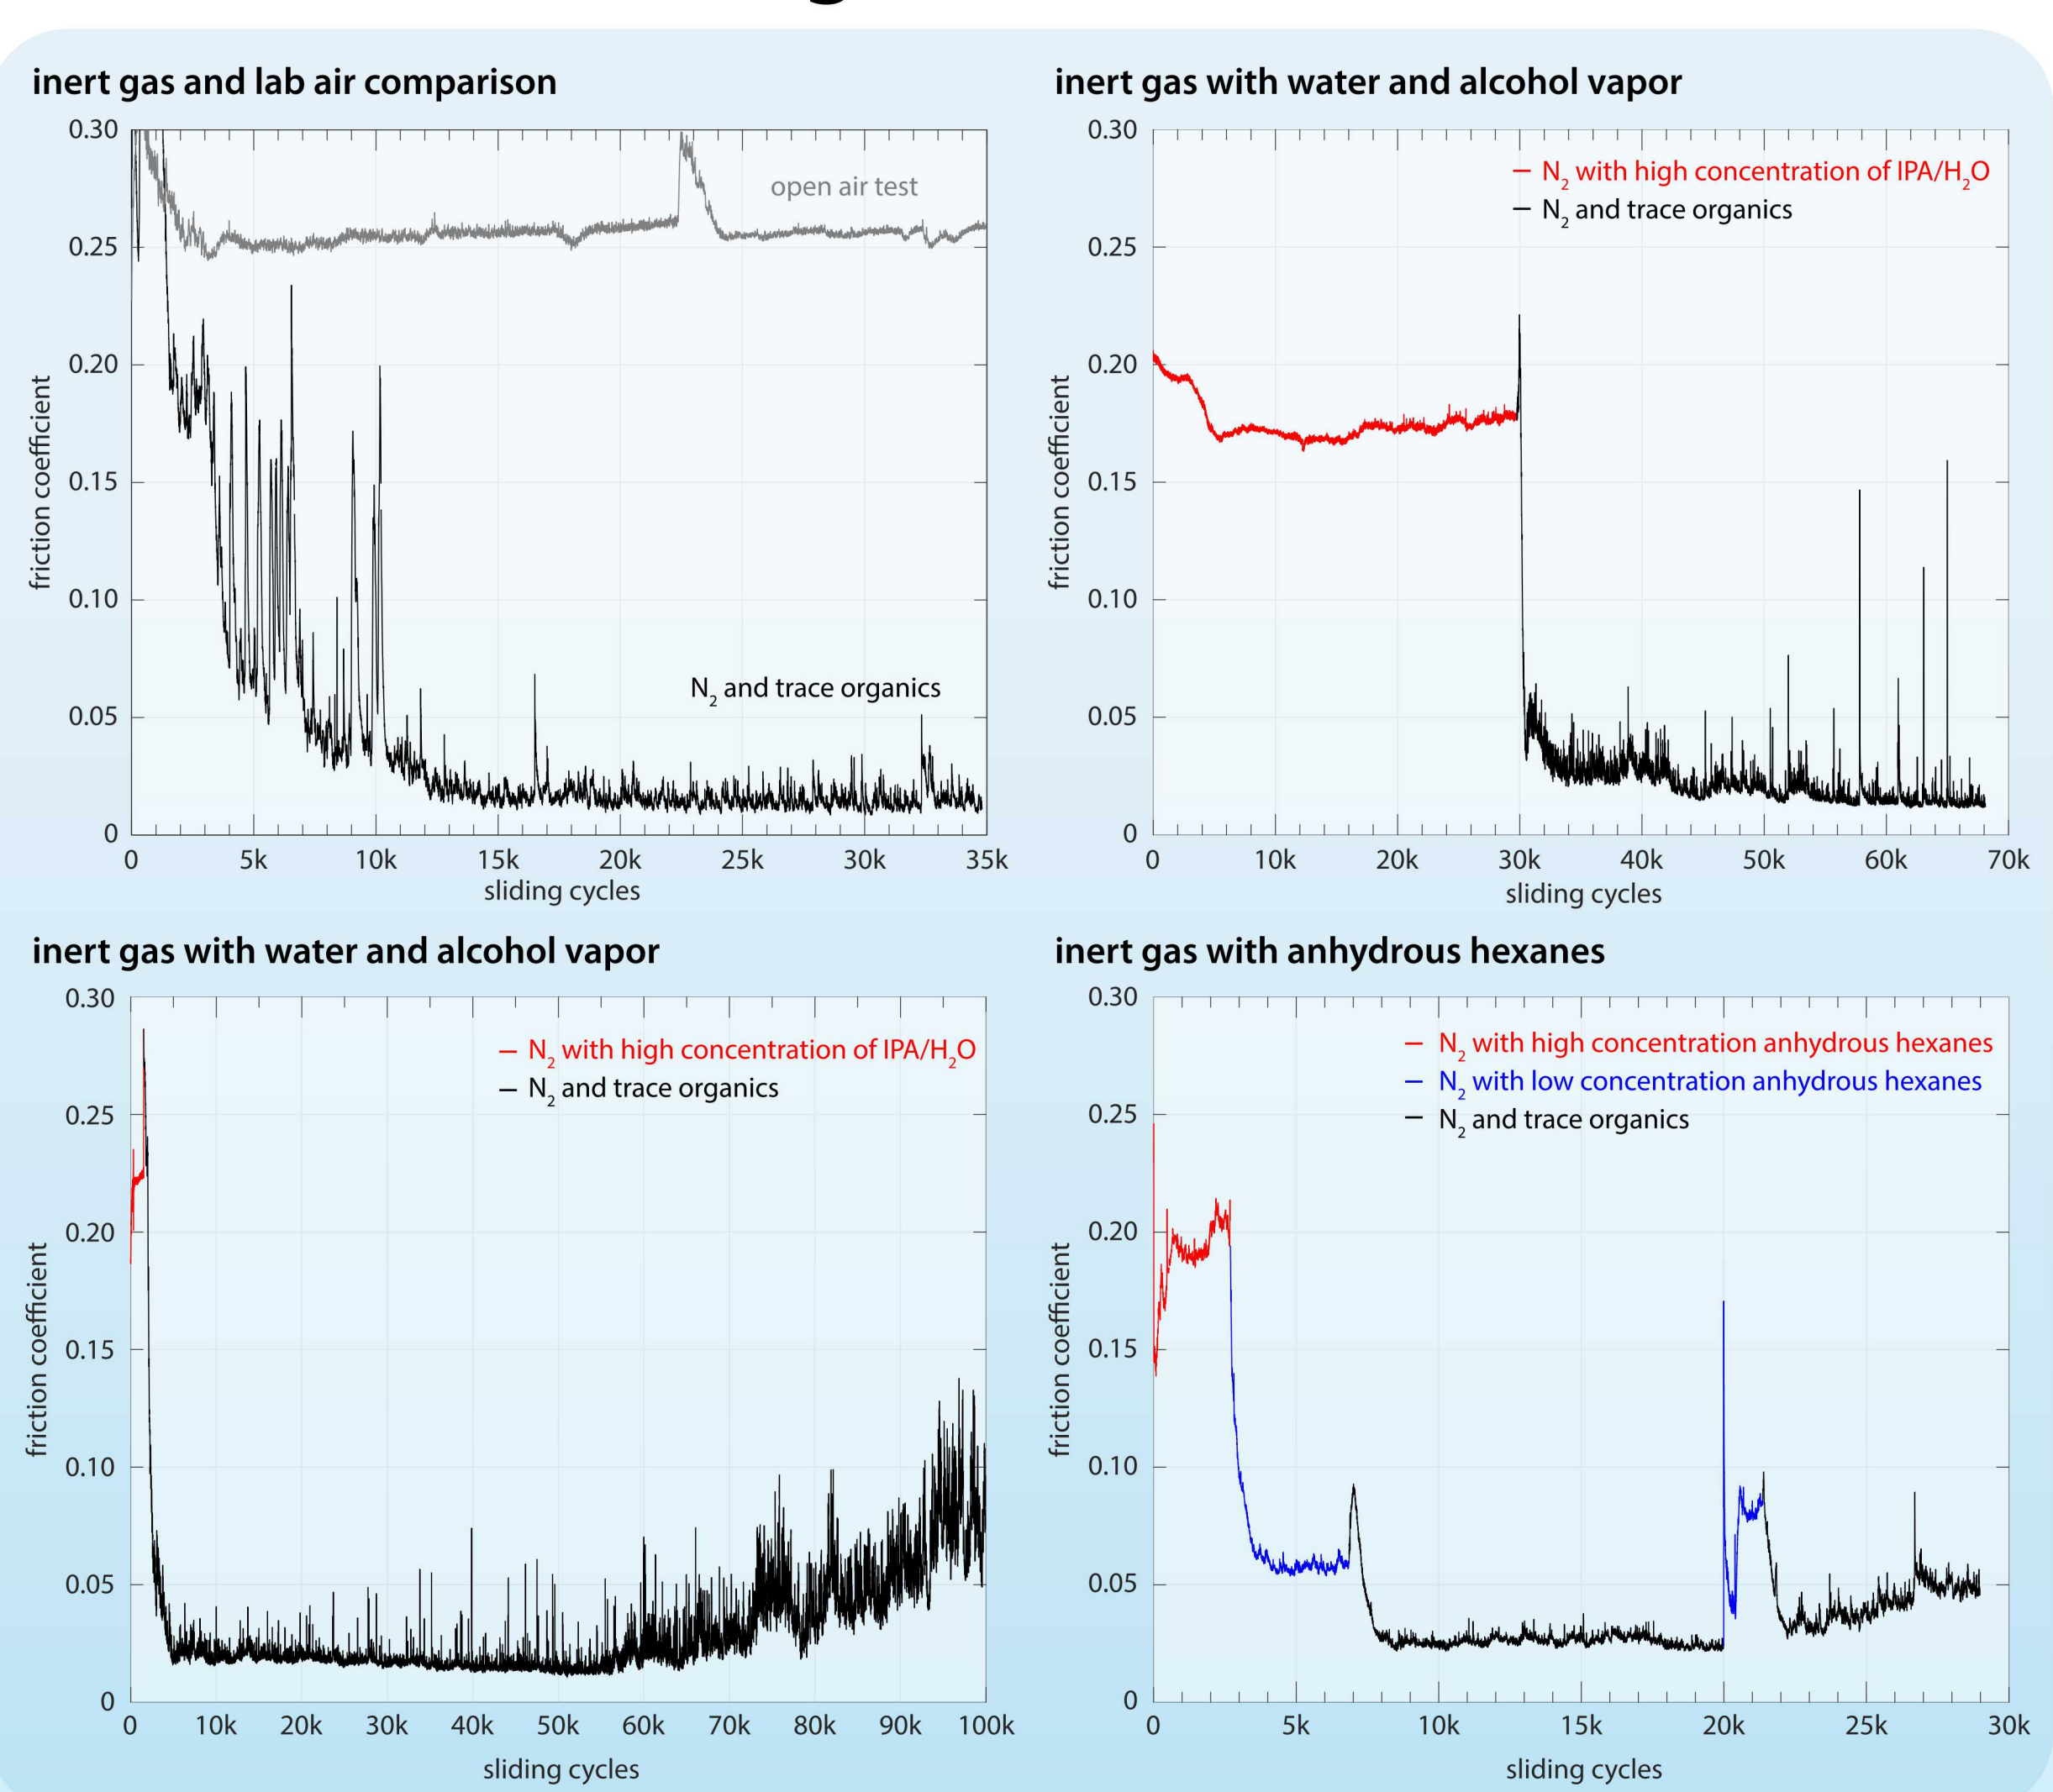 inert gas and lab air comparison
0.30
0.25
0.20
0.15
0.10
0.05
0
friction coefficient
open air test
N2 and trace organics
0 5k 10k 15k 20k 25k 30k 35k
sliding cycles
inert gas with water and alcohol vapor
0.30
0.25
0.20
0.15
0.10
0.05
0
friction coefficient
N2 with high concentration of IPA/H2O
N2 and trace organics
0 10k 20k 30k 40k 50k 60k 70k
sliding cycles
inert gas with water and alcohol vapor
0.30
0.25
0.20
0.15
0.10
0.05
0
friction coefficient
N2 with high concentration of IPA/H2O
N2 and trace organics
0 10k 20k 30k 40k 50k 60k 70k 80k 90k 100k
sliding cycles
inert gas with anhydrous hexanes
0.30
0.25
0.20
0.15
0.10
0.05
0
friction coefficient
N2 with high concentration anhydrous hexanes
N2 with low concentration anhydrous hexanes
N2 and trace organics
0 5k 10k 15k 20k 25k 30k
sliding cycles